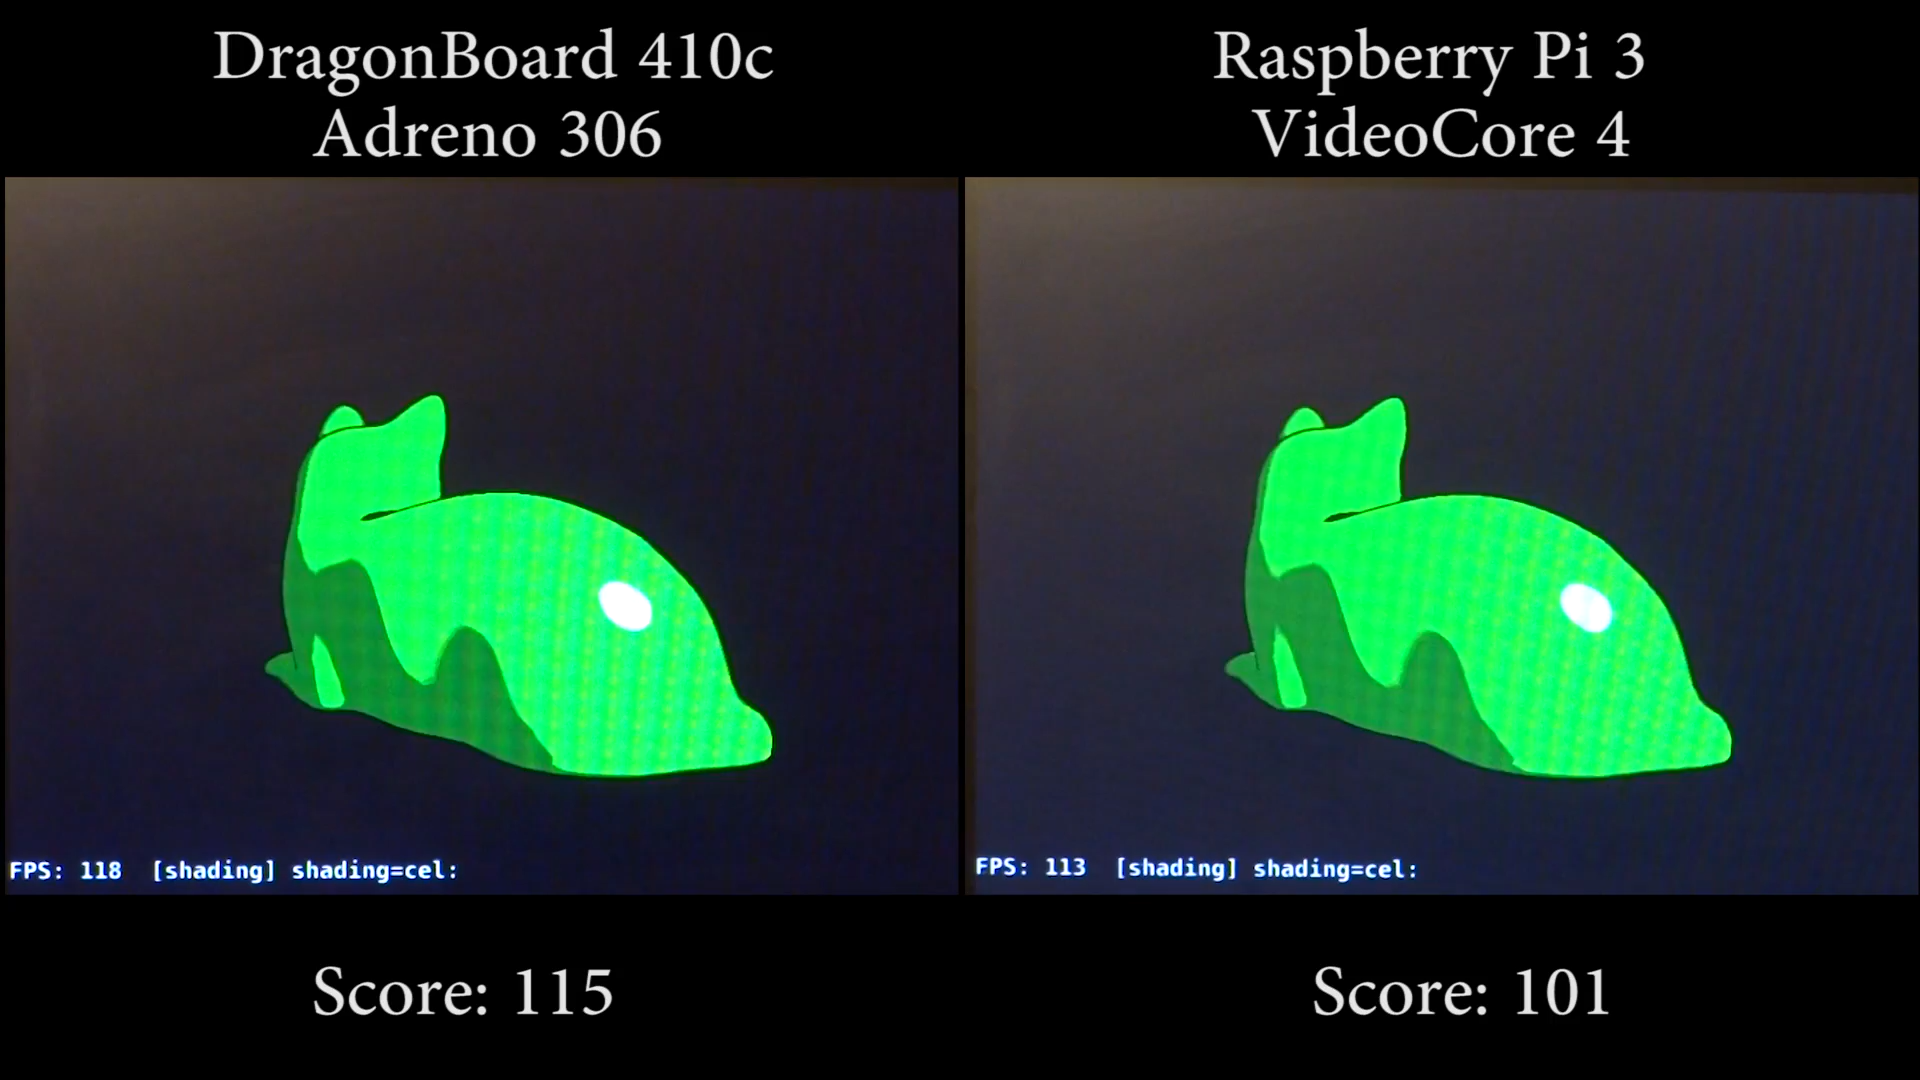 DragonBoard 410c
Adreno 306
Raspberry Pi 3
VideoCore 4
FPS: 118 [shading] shading=cel:
FPS: 113 [shading] shading=cel:
Score: 115
Score: 101